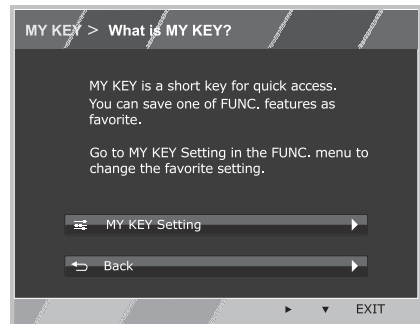 MY KEY > What is MY KEY?
MY KEY is a short key for quick access.
You can save one of FUNC. features as
favorite.
Go to MY KEY Setting in the FUNC. menu to
change the favorite setting.
MY KEY Setting
Back
EXIT